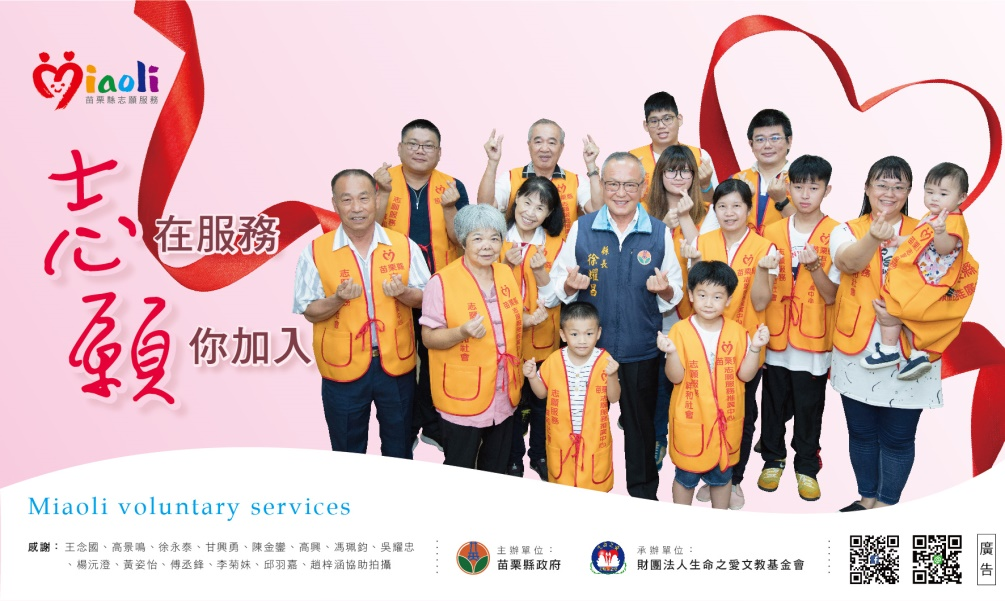 Miaoli
苗栗縣志願服務
志願
在服務
你加入
縣長
徐耀昌
Miaoli voluntary services
感謝：王念國、高景鳴、徐永泰、甘興勇、陳金鑾、高興、馮珮鈞、吳耀忠
、楊沅澄、黃姿怡、傅丞鋒、李菊妹、邱羽嘉、趙梓涵協助拍攝
主辦單位：
苗栗縣政府
承辦單位：
財團法人生命之愛文教基金會
廣告